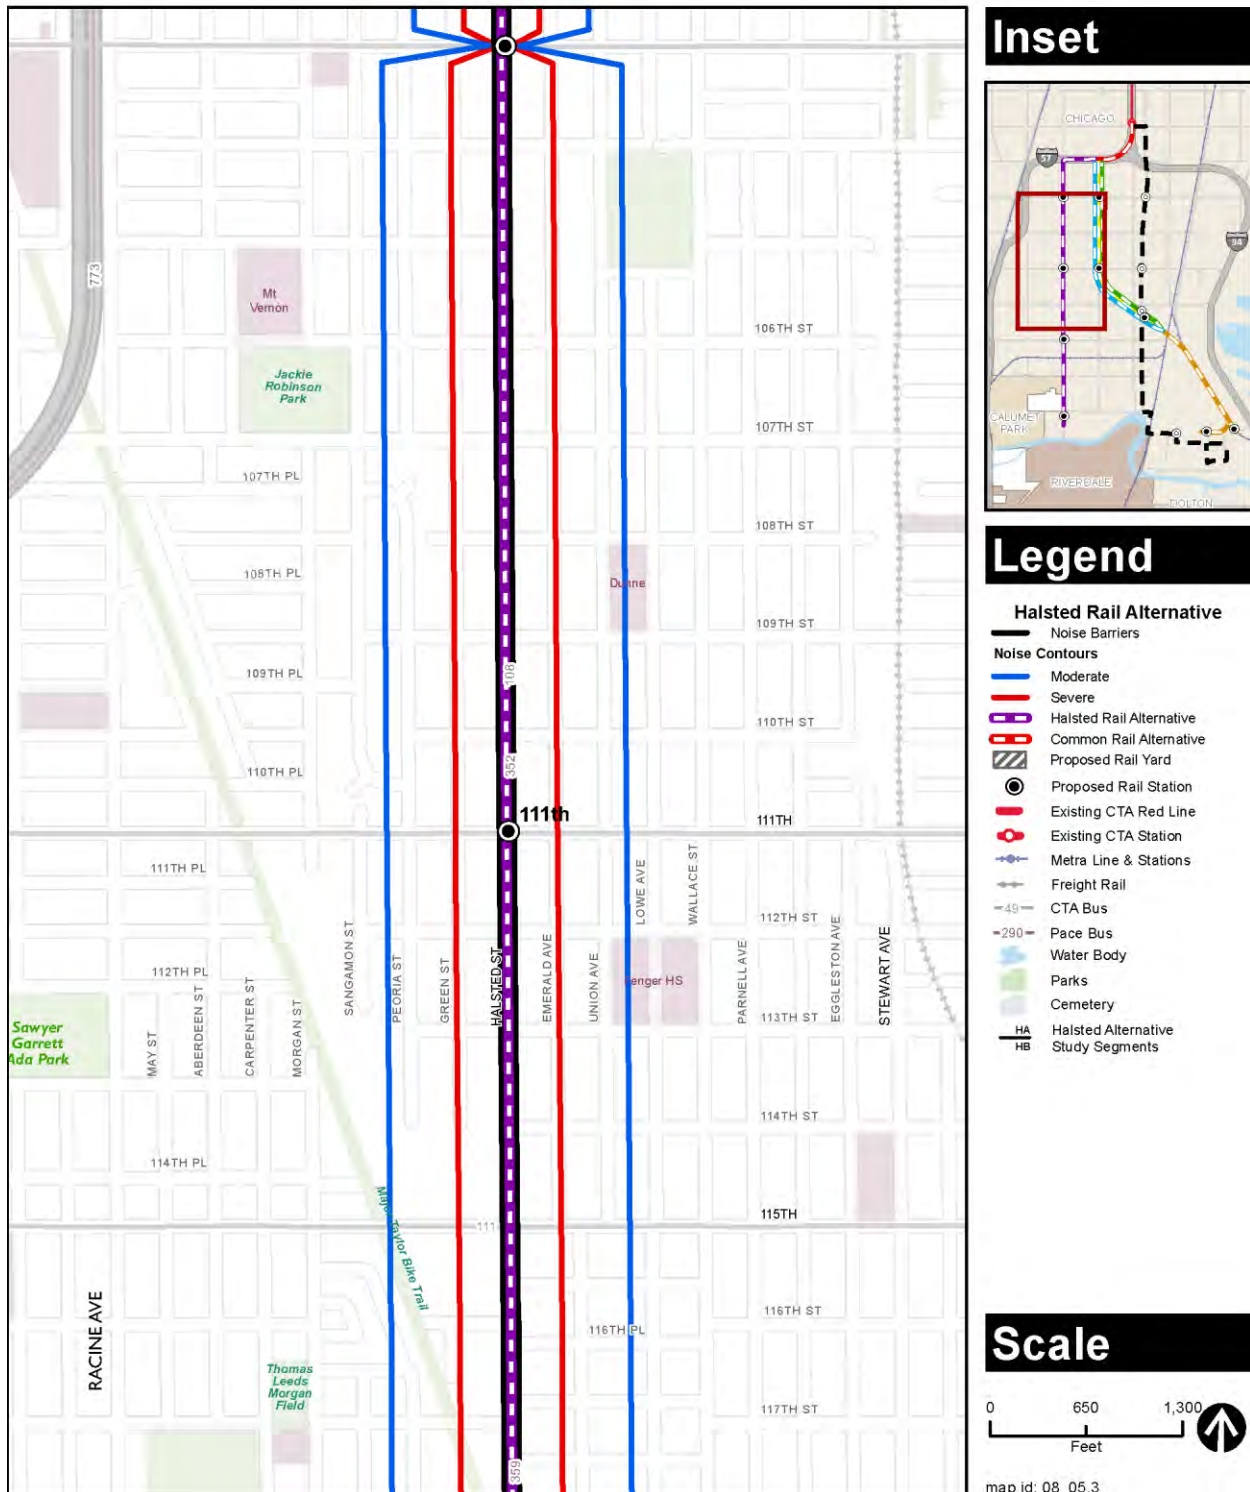 773
Mt
Vernon
Jackie
Robinson
Park
106TH ST
107TH ST
107TH PL
108TH ST
108TH PL
Dunne
109TH ST
109TH PL
108
110TH ST
110TH PL
352
111th
111TH
111TH PL
LOWE AVE
WALLACE ST
112TH ST
112TH PL
SANGAMON ST
PEORIA ST
GREEN ST
HALSTED ST
EMERALD AVE
UNION AVE
Fenger HS
PARNELL AVE
EGGLESTON AVE
STEWART AVE
113TH ST
Sawyer
Garrett
Ada Park
MAY ST
ABERDEEN ST
CARPENTER ST
MORGAN ST
114TH ST
114TH PL
115TH
111
Major Taylor Bike Trail
RACINE AVE
116TH ST
116TH PL
Thomas
Leeds
Morgan
Field
117TH ST
359
Inset
CHICAGO
57
94
CALUMET
PARK
RIVERDALE
DOLTON
Legend
Halsted Rail Alternative
Noise Barriers
Noise Contours
Moderate
Severe
Halsted Rail Alternative
Common Rail Alternative
Proposed Rail Yard
Proposed Rail Station
Existing CTA Red Line
Existing CTA Station
Metra Line & Stations
Freight Rail
49 CTA Bus
290 Pace Bus
Water Body
Parks
Cemetery
HA Halsted Alternative
HB Study Segments
Scale
0 650 1,300
Feet
map id: 08_05.3